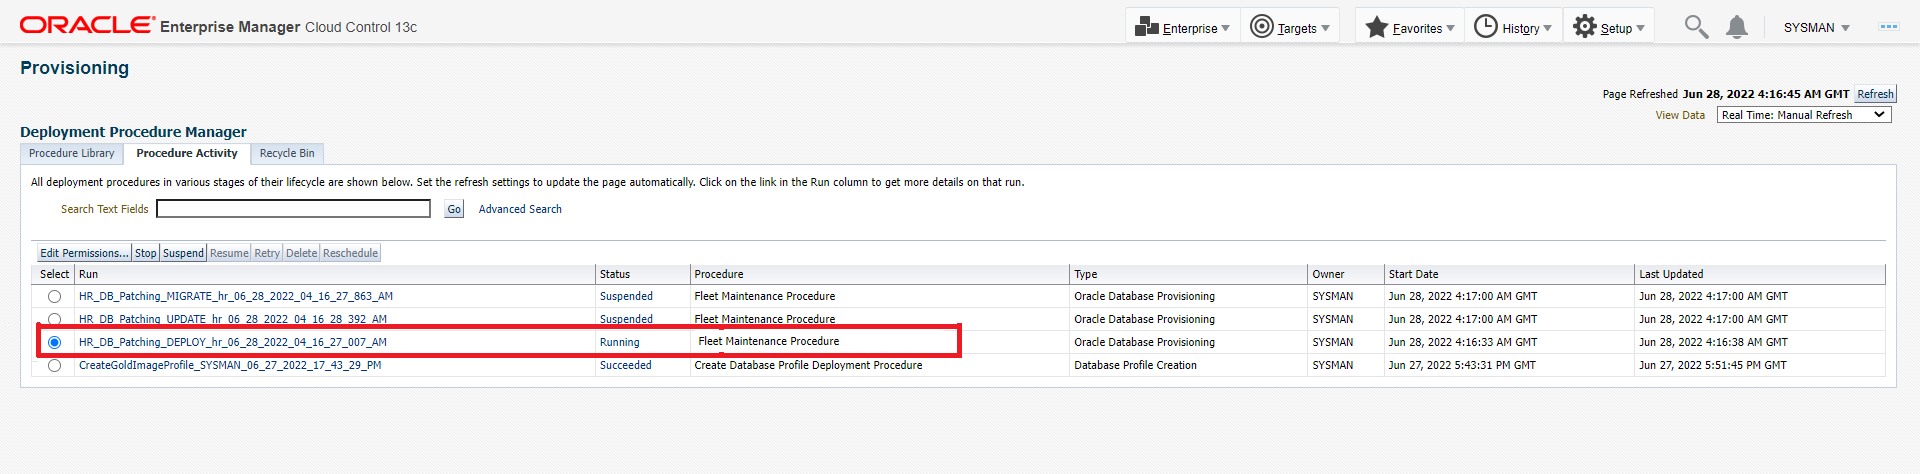 ORACLE® Enterprise Manager Cloud Control 13c Enterprise Targets Favorites History Setup SYSMAN
Provisioning
Page Refreshed Jun 28, 2022 4:16:45 AM GMT Refresh
View Data Real Time: Manual Refresh
Deployment Procedure Manager
Procedure Library Procedure Activity Recycle Bin
All deployment procedures in various stages of their lifecycle are shown below. Set the refresh settings to update the page automatically. Click on the link in the Run column to get more details on that run.
Search Text Fields Go Advanced Search
Edit Permissions... Stop Suspend Resume Retry Delete Reschedule
Select Run Status Procedure Type Owner Start Date Last Updated
HR_DB_Patching_MIGRATE_hr_06_28_2022_04_16_27_863_AM Suspended Fleet Maintenance Procedure Oracle Database Provisioning SYSMAN Jun 28, 2022 4:17:00 AM GMT Jun 28, 2022 4:17:00 AM GMT
HR_DB_Patching_UPDATE_hr_06_28_2022_04_16_28_392_AM Suspended Fleet Maintenance Procedure Oracle Database Provisioning SYSMAN Jun 28, 2022 4:17:00 AM GMT Jun 28, 2022 4:17:00 AM GMT
HR_DB_Patching_DEPLOY_hr_06_28_2022_04_16_27_007_AM Running Fleet Maintenance Procedure Oracle Database Provisioning SYSMAN Jun 28, 2022 4:16:33 AM GMT Jun 28, 2022 4:16:38 AM GMT
CreateGoldImageProfile_SYSMAN_06_27_2022_17_43_29_PM Succeeded Create Database Profile Deployment Procedure Database Profile Creation SYSMAN Jun 27, 2022 5:43:31 PM GMT Jun 27, 2022 5:51:45 PM GMT